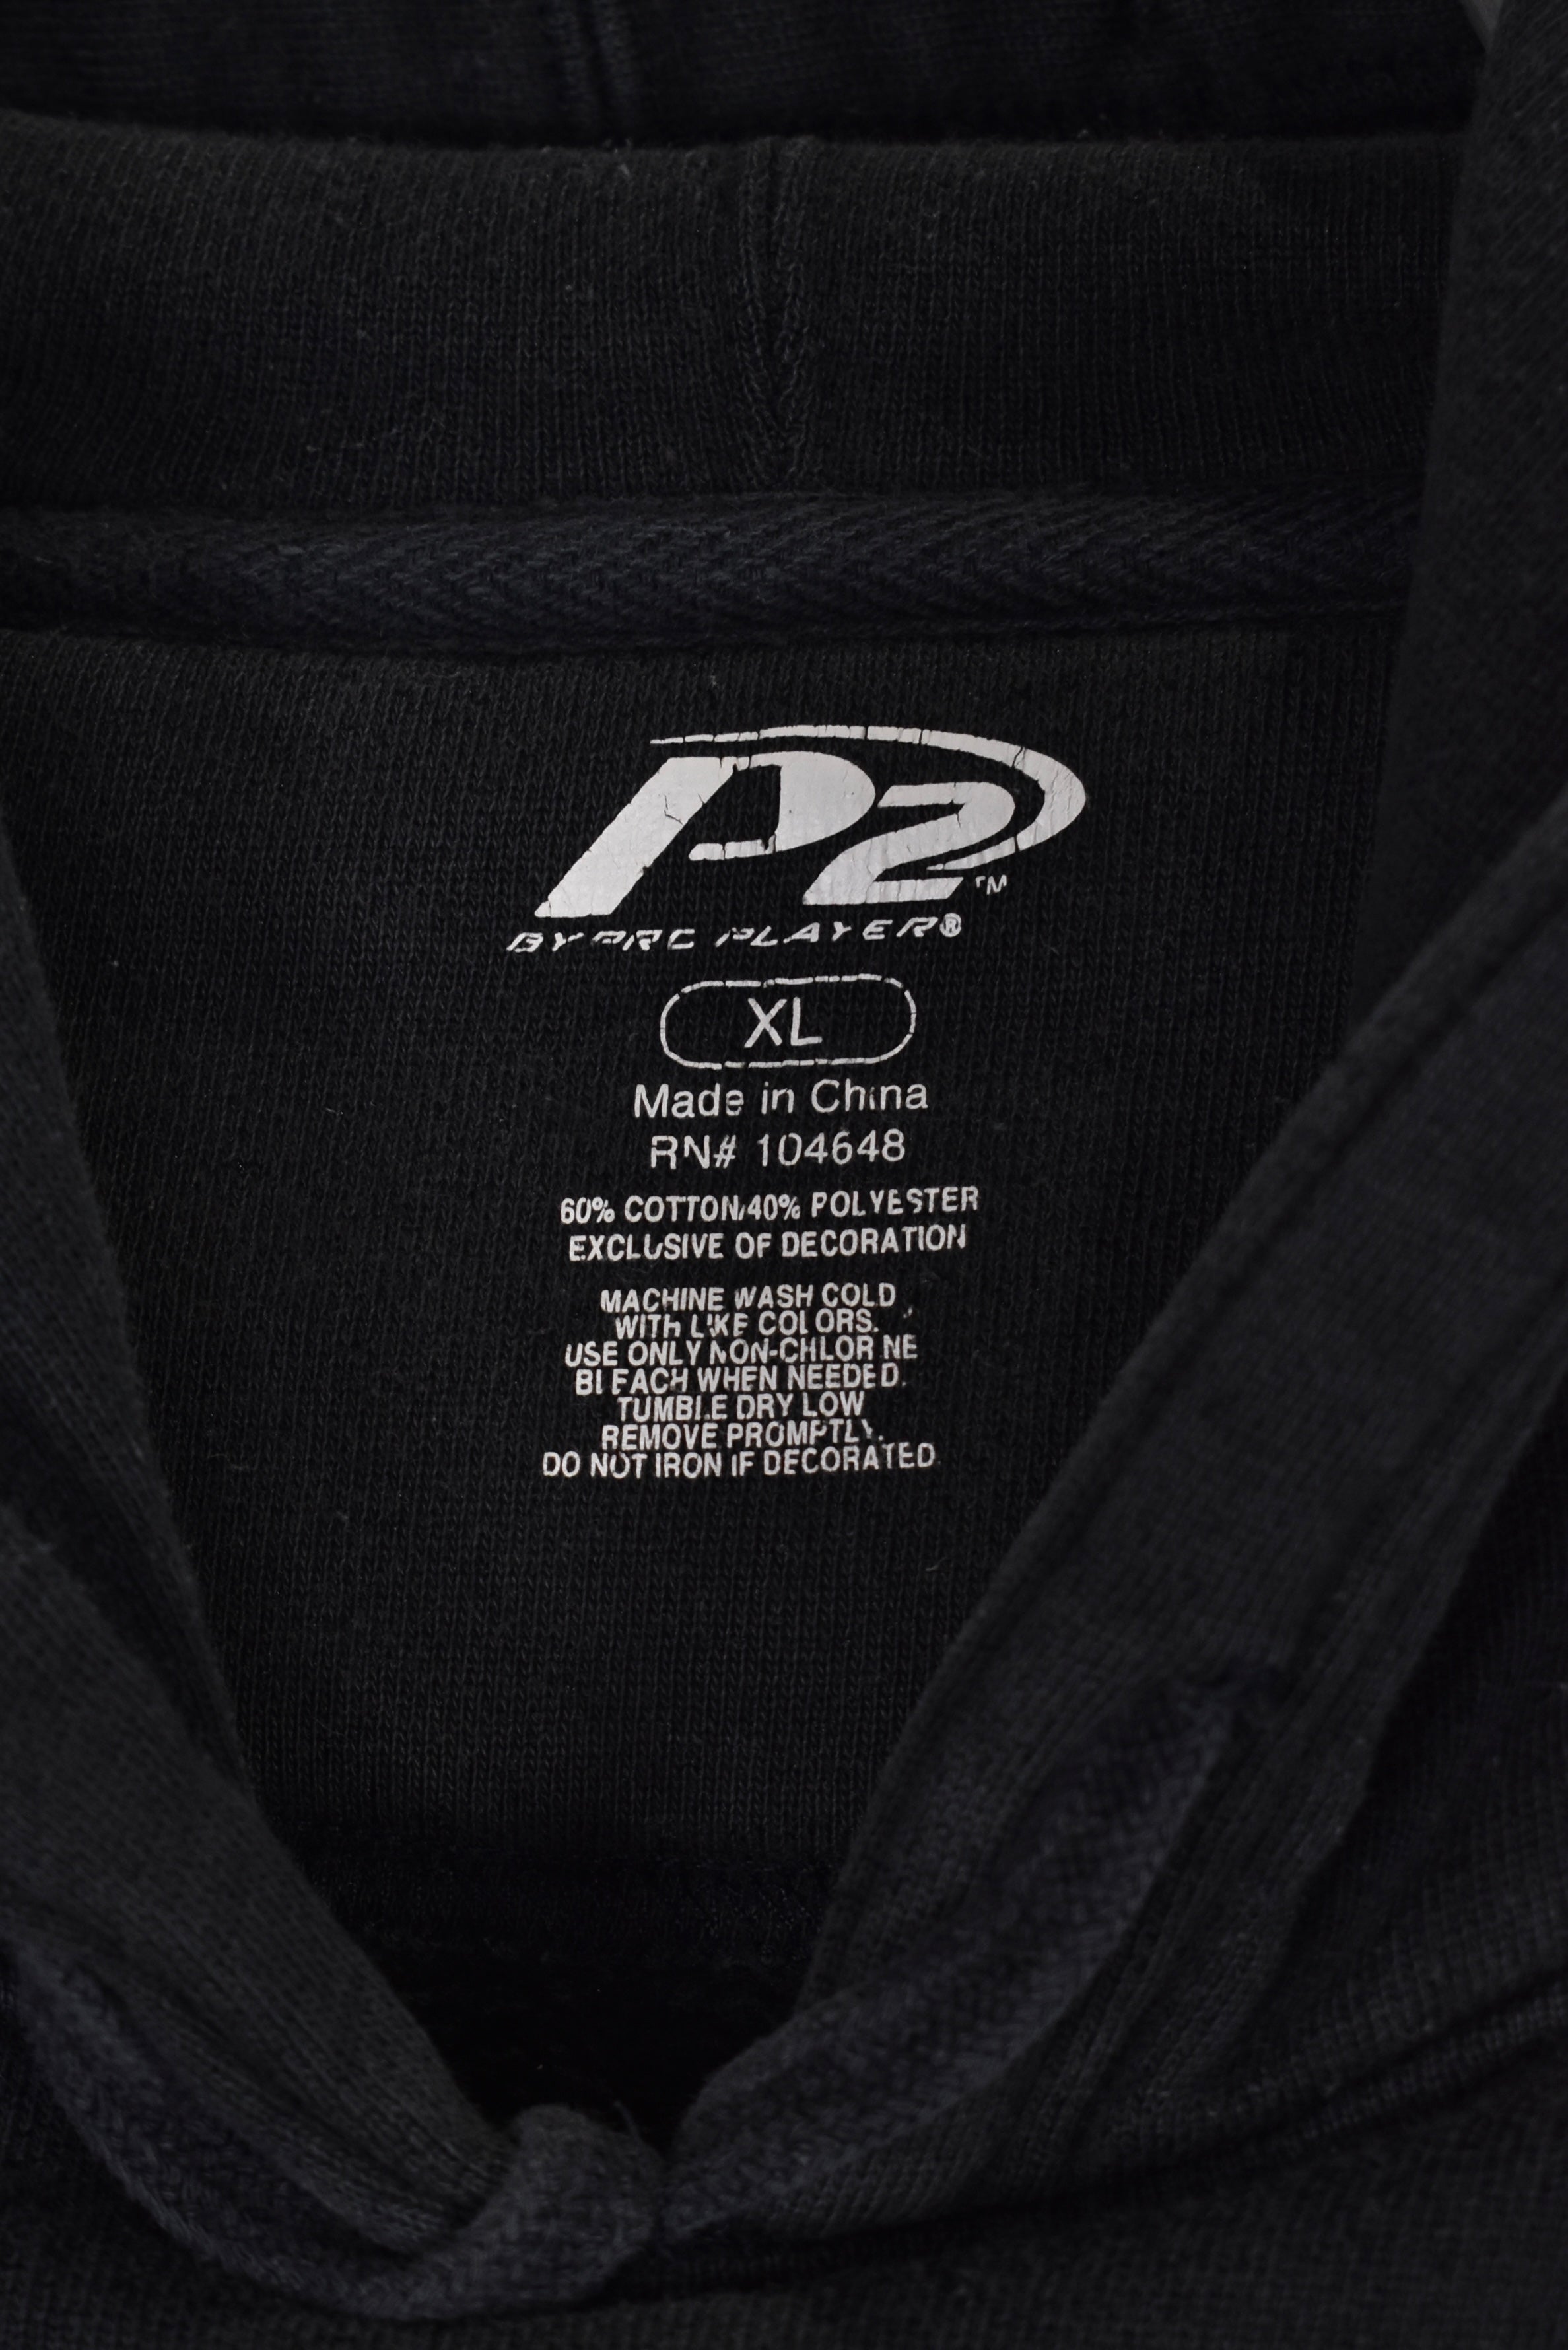 P2™
BY PRO PLAYER®
XL
Made in China
RN# 104648
60% COTTON/40% POLYESTER
EXCLUSIVE OF DECORATION
MACHINE WASH COLD
WITH LIKE COLORS.
USE ONLY NON-CHLORINE
BLEACH WHEN NEEDED.
TUMBLE DRY LOW
REMOVE PROMPTLY.
DO NOT IRON IF DECORATED.